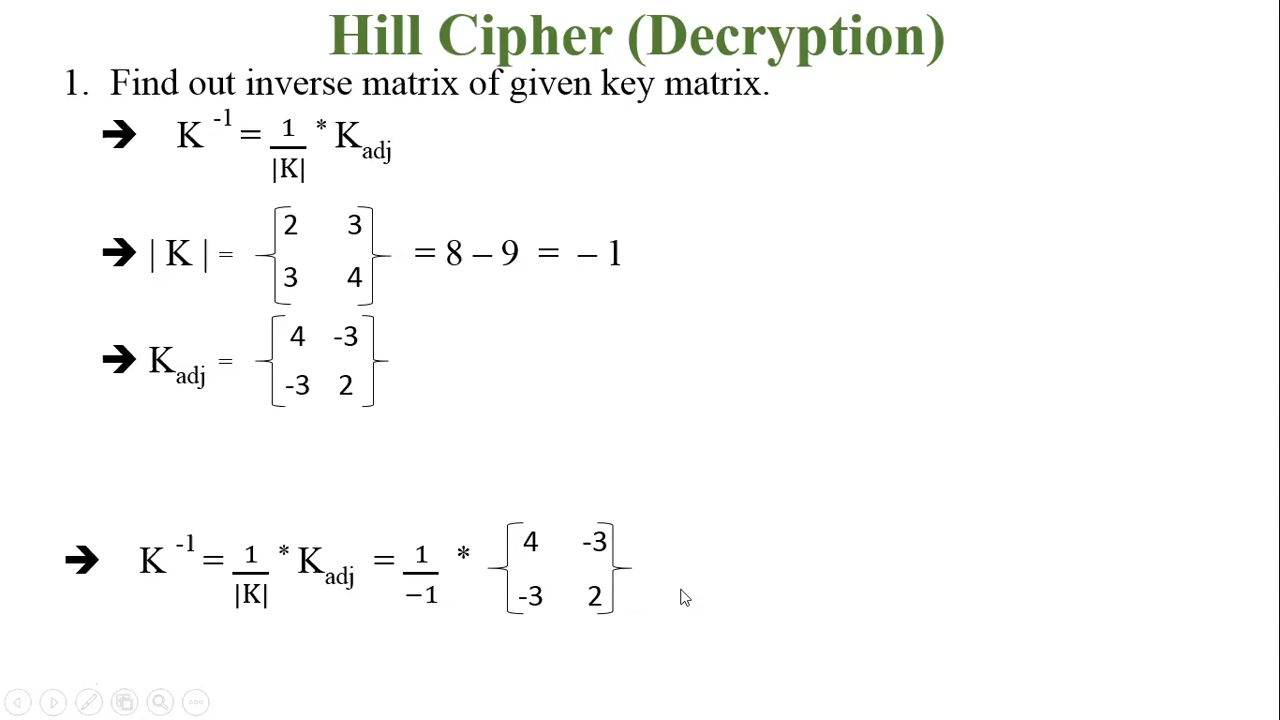 Hill Cipher (Decryption)
1. Find out inverse matrix of given key matrix.
➔ K -1 = 1 * K adj
|K|
2 3
➔ | K | = = 8 – 9 = – 1
3 4
4 -3
➔ K adj =
-3 2
➔ K -1 = 1 * K adj = 1 * 4 -3
|K| −1 -3 2